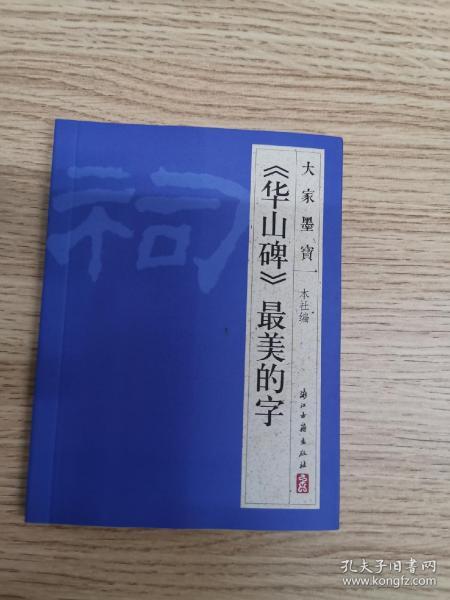 大家墨寶
本社编
浙江古籍出版社
《华山碑》最美的字
祠
孔夫子旧书网
www.kongfz.com